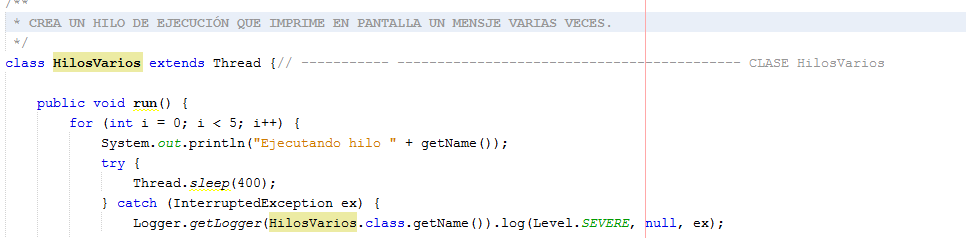 /**
* CREA UN HILO DE EJECUCIÓN QUE IMPRIME EN PANTALLA UN MENSJE VARIAS VECES.
*/
class HilosVarios extends Thread {// ----------- ------------------------------------------- CLASE HilosVarios
public void run() {
for (int i = 0; i < 5; i++) {
System.out.println("Ejecutando hilo " + getName());
try {
Thread.sleep(400);
} catch (InterruptedException ex) {
Logger.getLogger(HilosVarios.class.getName()).log(Level.SEVERE, null, ex);